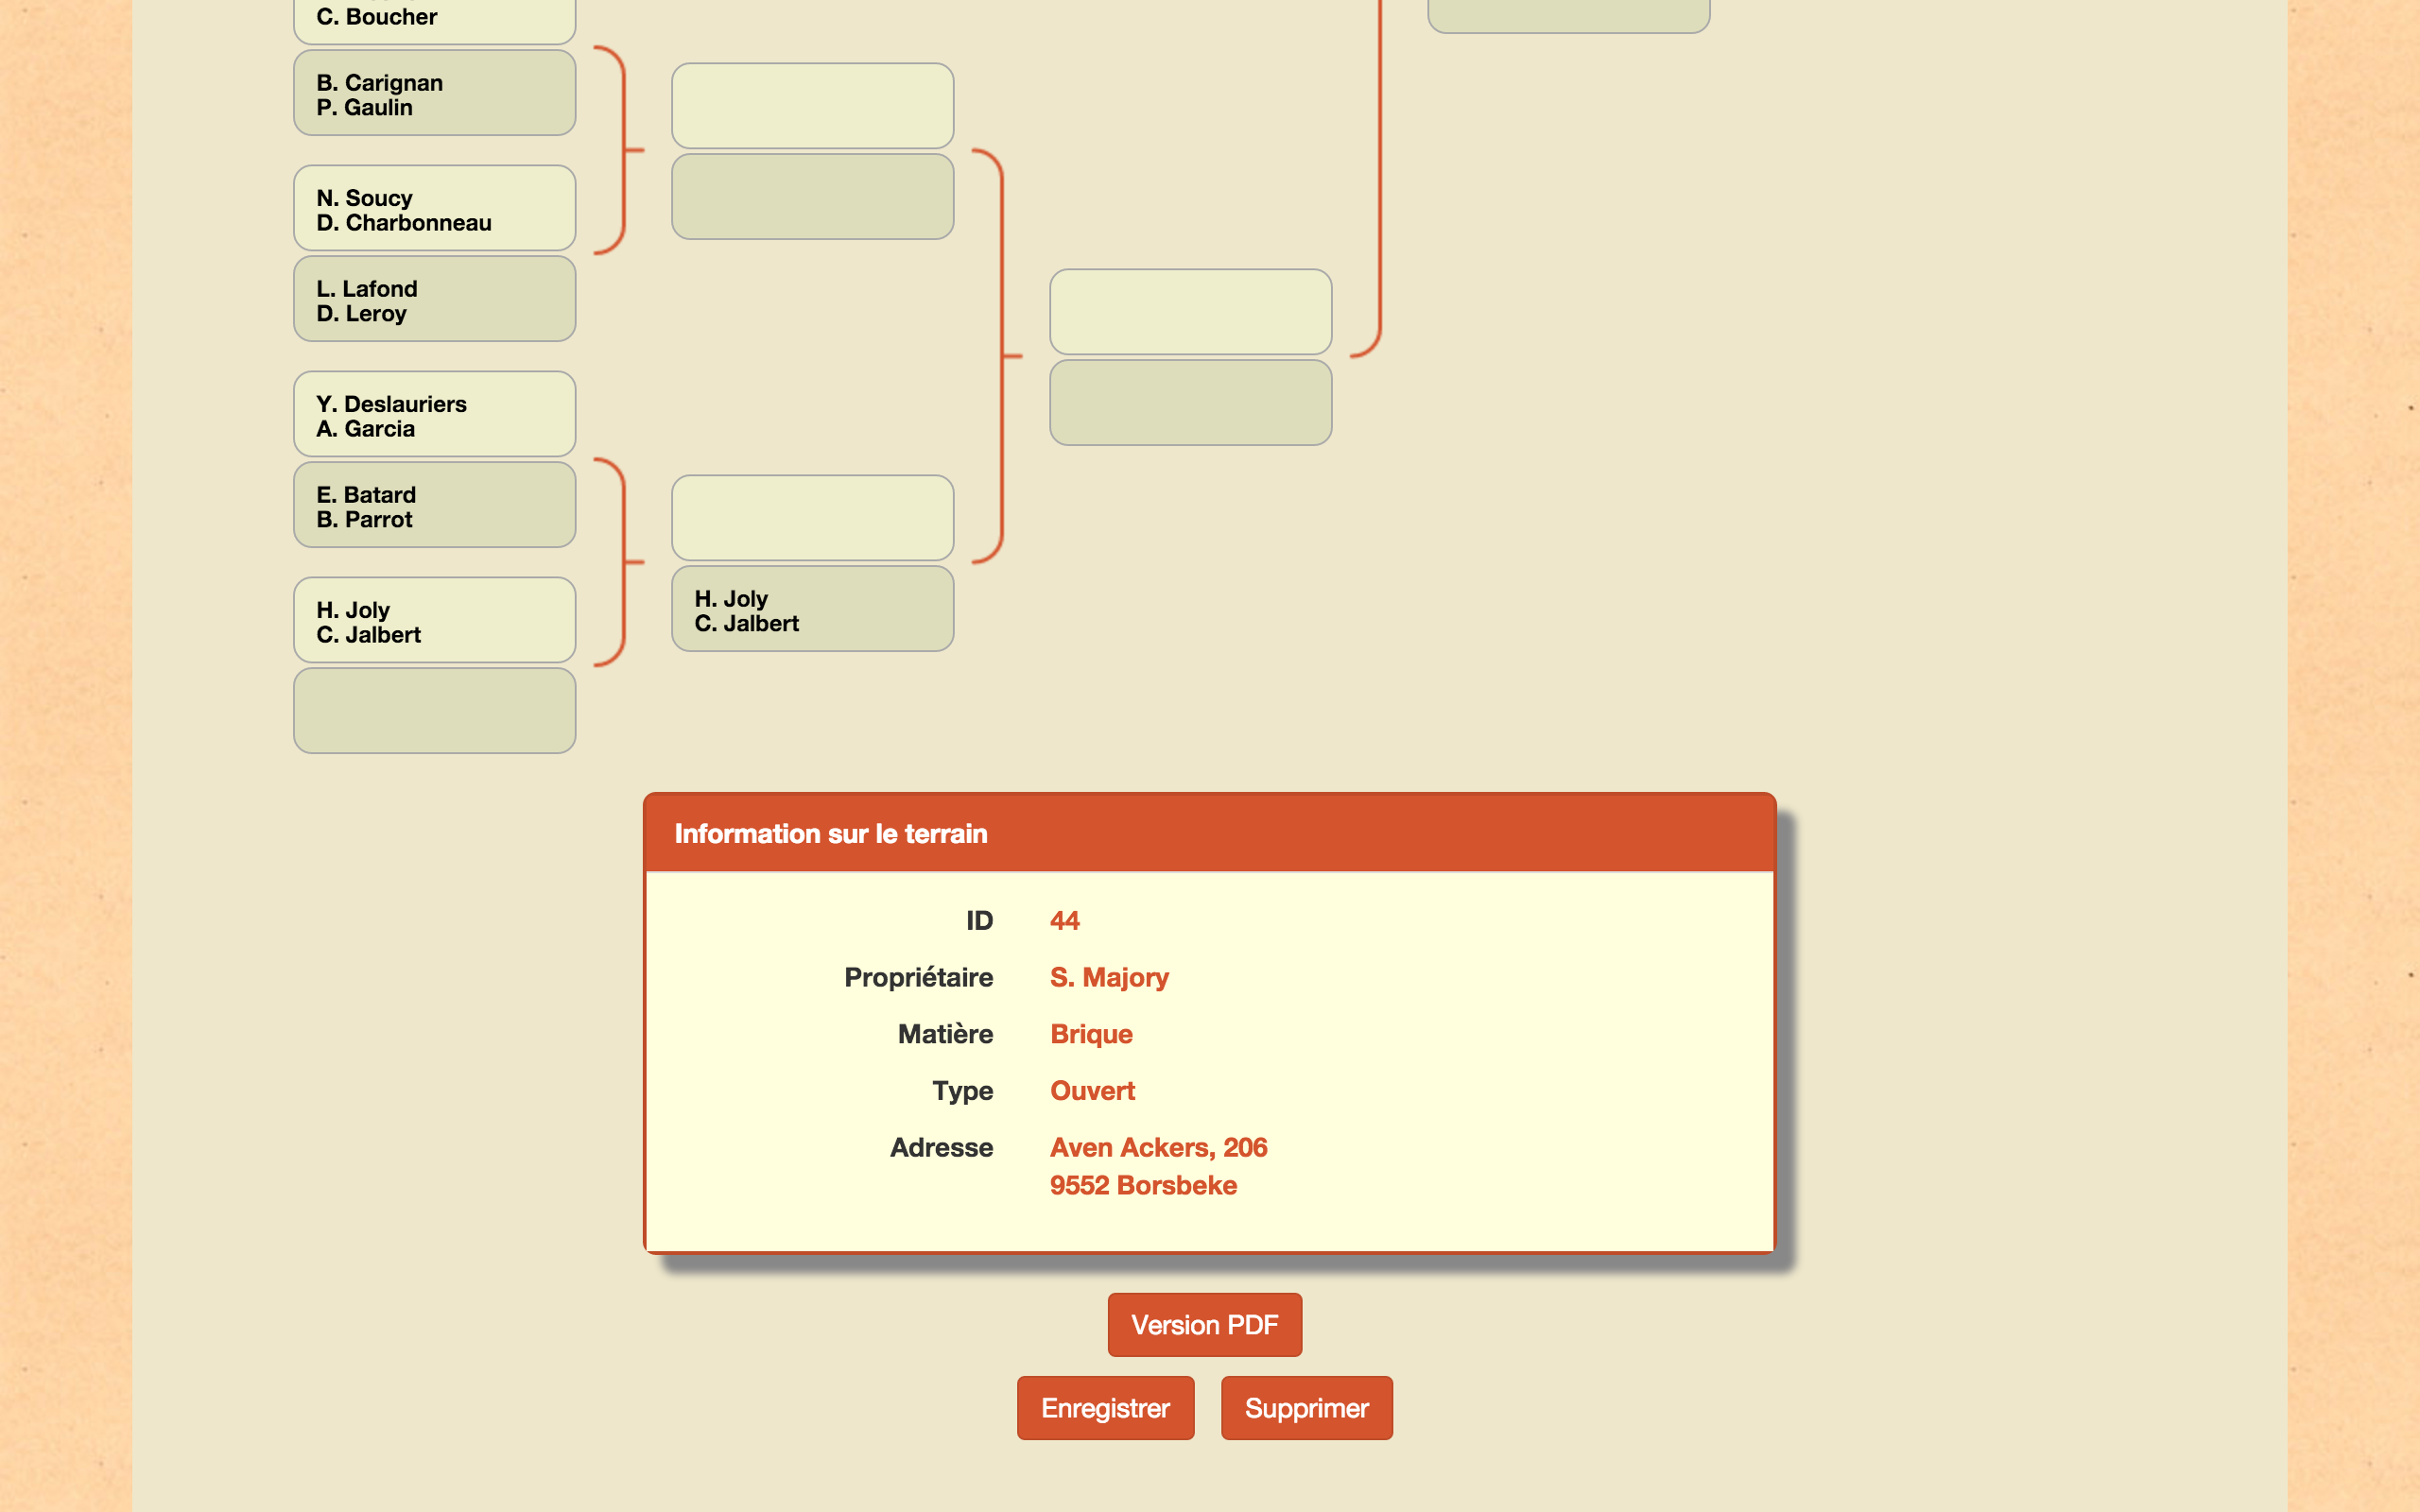 C. Boucher
B. Carignan
P. Gaulin
N. Soucy
D. Charbonneau
L. Lafond
D. Leroy
Y. Deslauriers
A. Garcia
E. Batard
B. Parrot
H. Joly
C. Jalbert
H. Joly
C. Jalbert
Information sur le terrain
ID 44
Propriétaire S. Majory
Matière Brique
Type Ouvert
Adresse Aven Ackers, 206
9552 Borsbeke
Version PDF
Enregistrer Supprimer